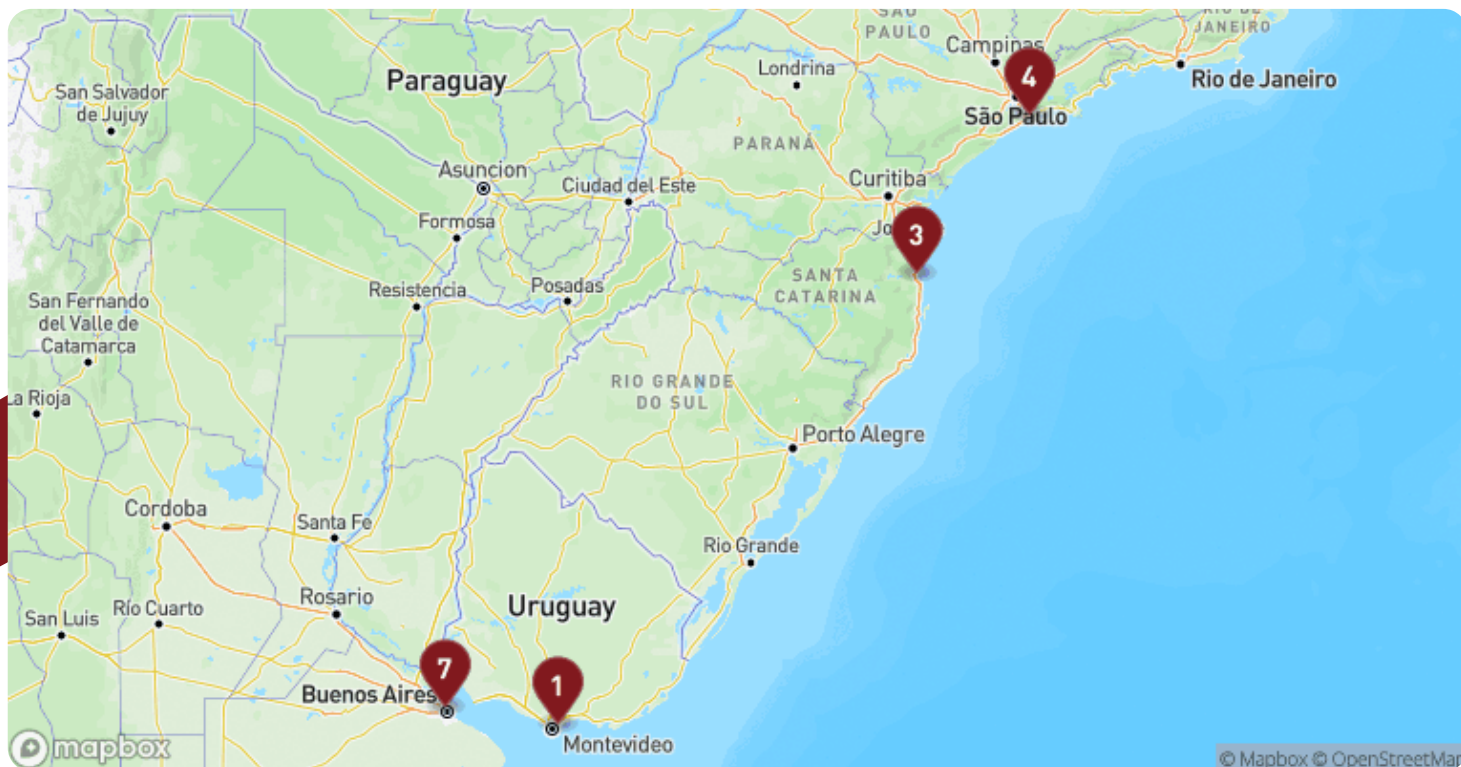 SÃO
PAULO
RIO DE
JANEIRO
Campinas
Londrina
Paraguay
4
Rio de Janeiro
San Salvador
de Jujuy
São Paulo
PARANÁ
Asuncion
Ciudad del Este
Curitiba
Formosa
Jo
3
SANTA
CATARINA
Resistencia
Posadas
San Fernando
del Valle de
Catamarca
RIO GRANDE
DO SUL
La Rioja
Porto Alegre
Cordoba
Santa Fe
Rio Grande
Rosario
Uruguay
San Luis
Río Cuarto
7
1
Buenos Aires
Montevideo
mapbox
© Mapbox © OpenStreetMap